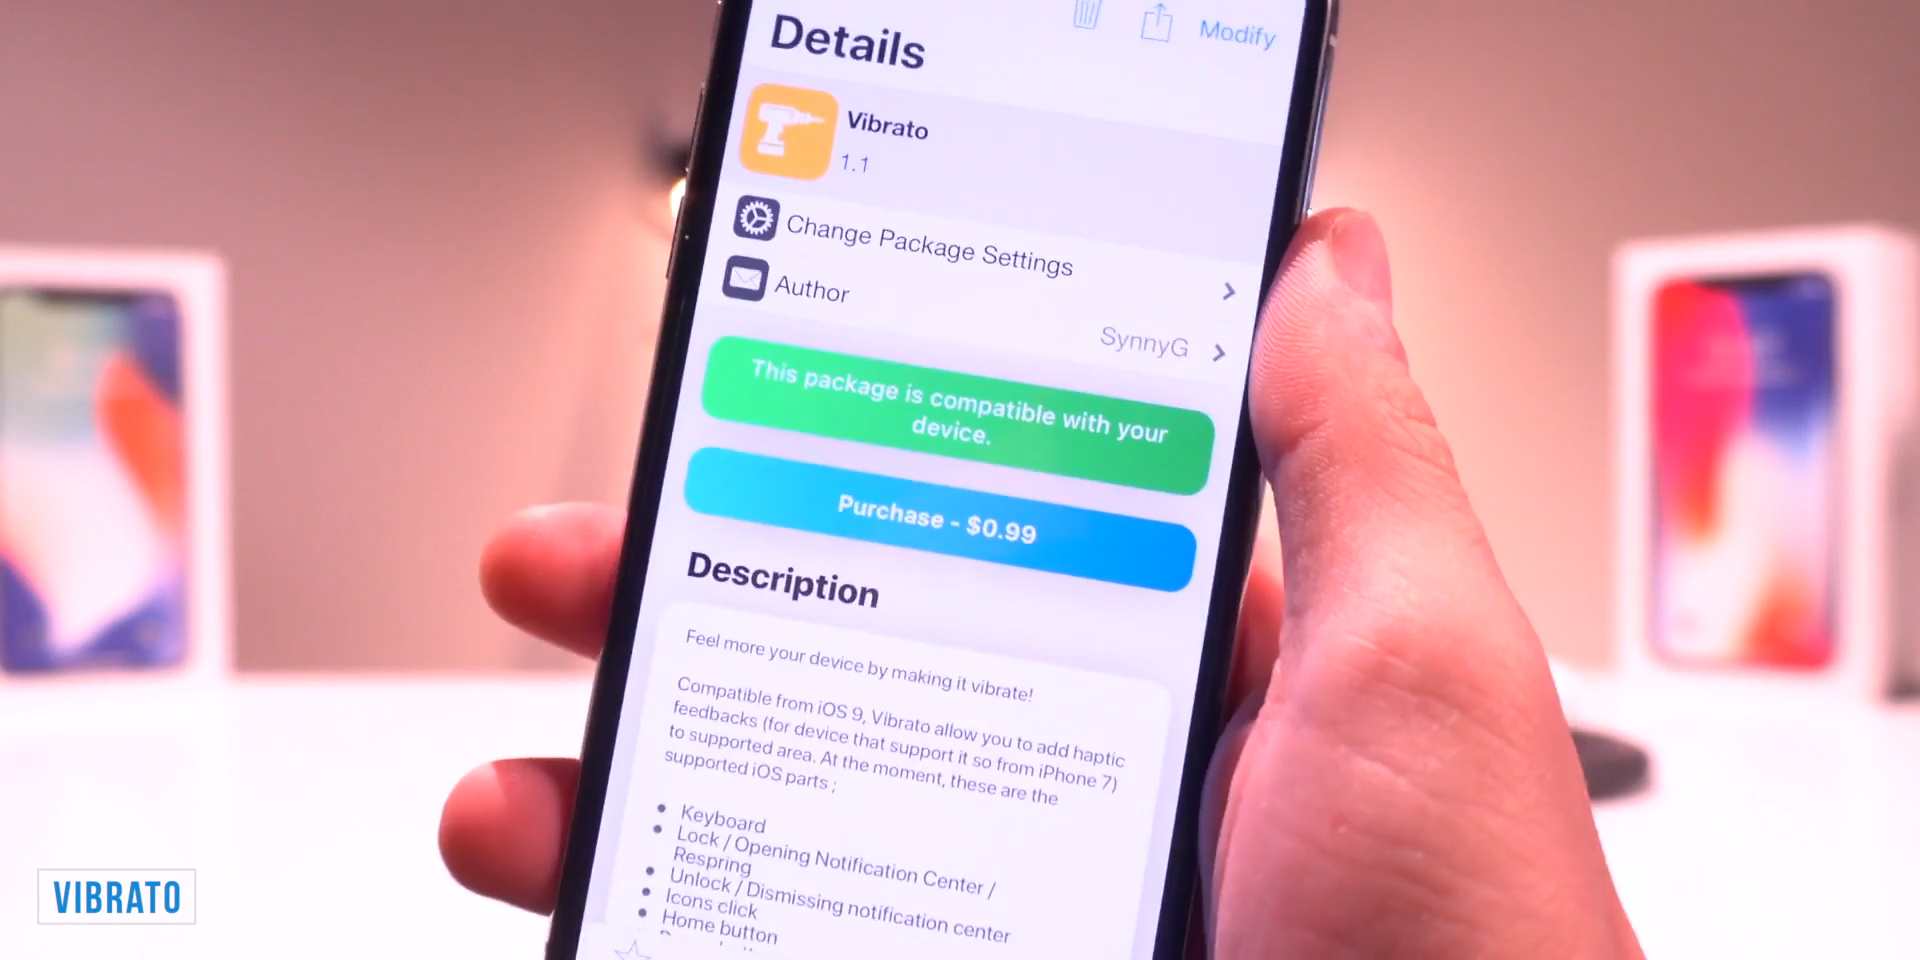 Details
Modify
Vibrato
1.1
Change Package Settings
Author
SynnyG
This package is compatible with your
device.
Purchase - $0.99
Description
Feel more your device by making it vibrate!
Compatible from iOS 9, Vibrato allow you to add haptic
feedbacks (for device that support it so from iPhone 7)
to supported area. At the moment, these are the
supported iOS parts ;
Keyboard
Lock / Opening Notification Center /
Respring
Unlock / Dismissing notification center
Icons click
Home button
VIBRATO